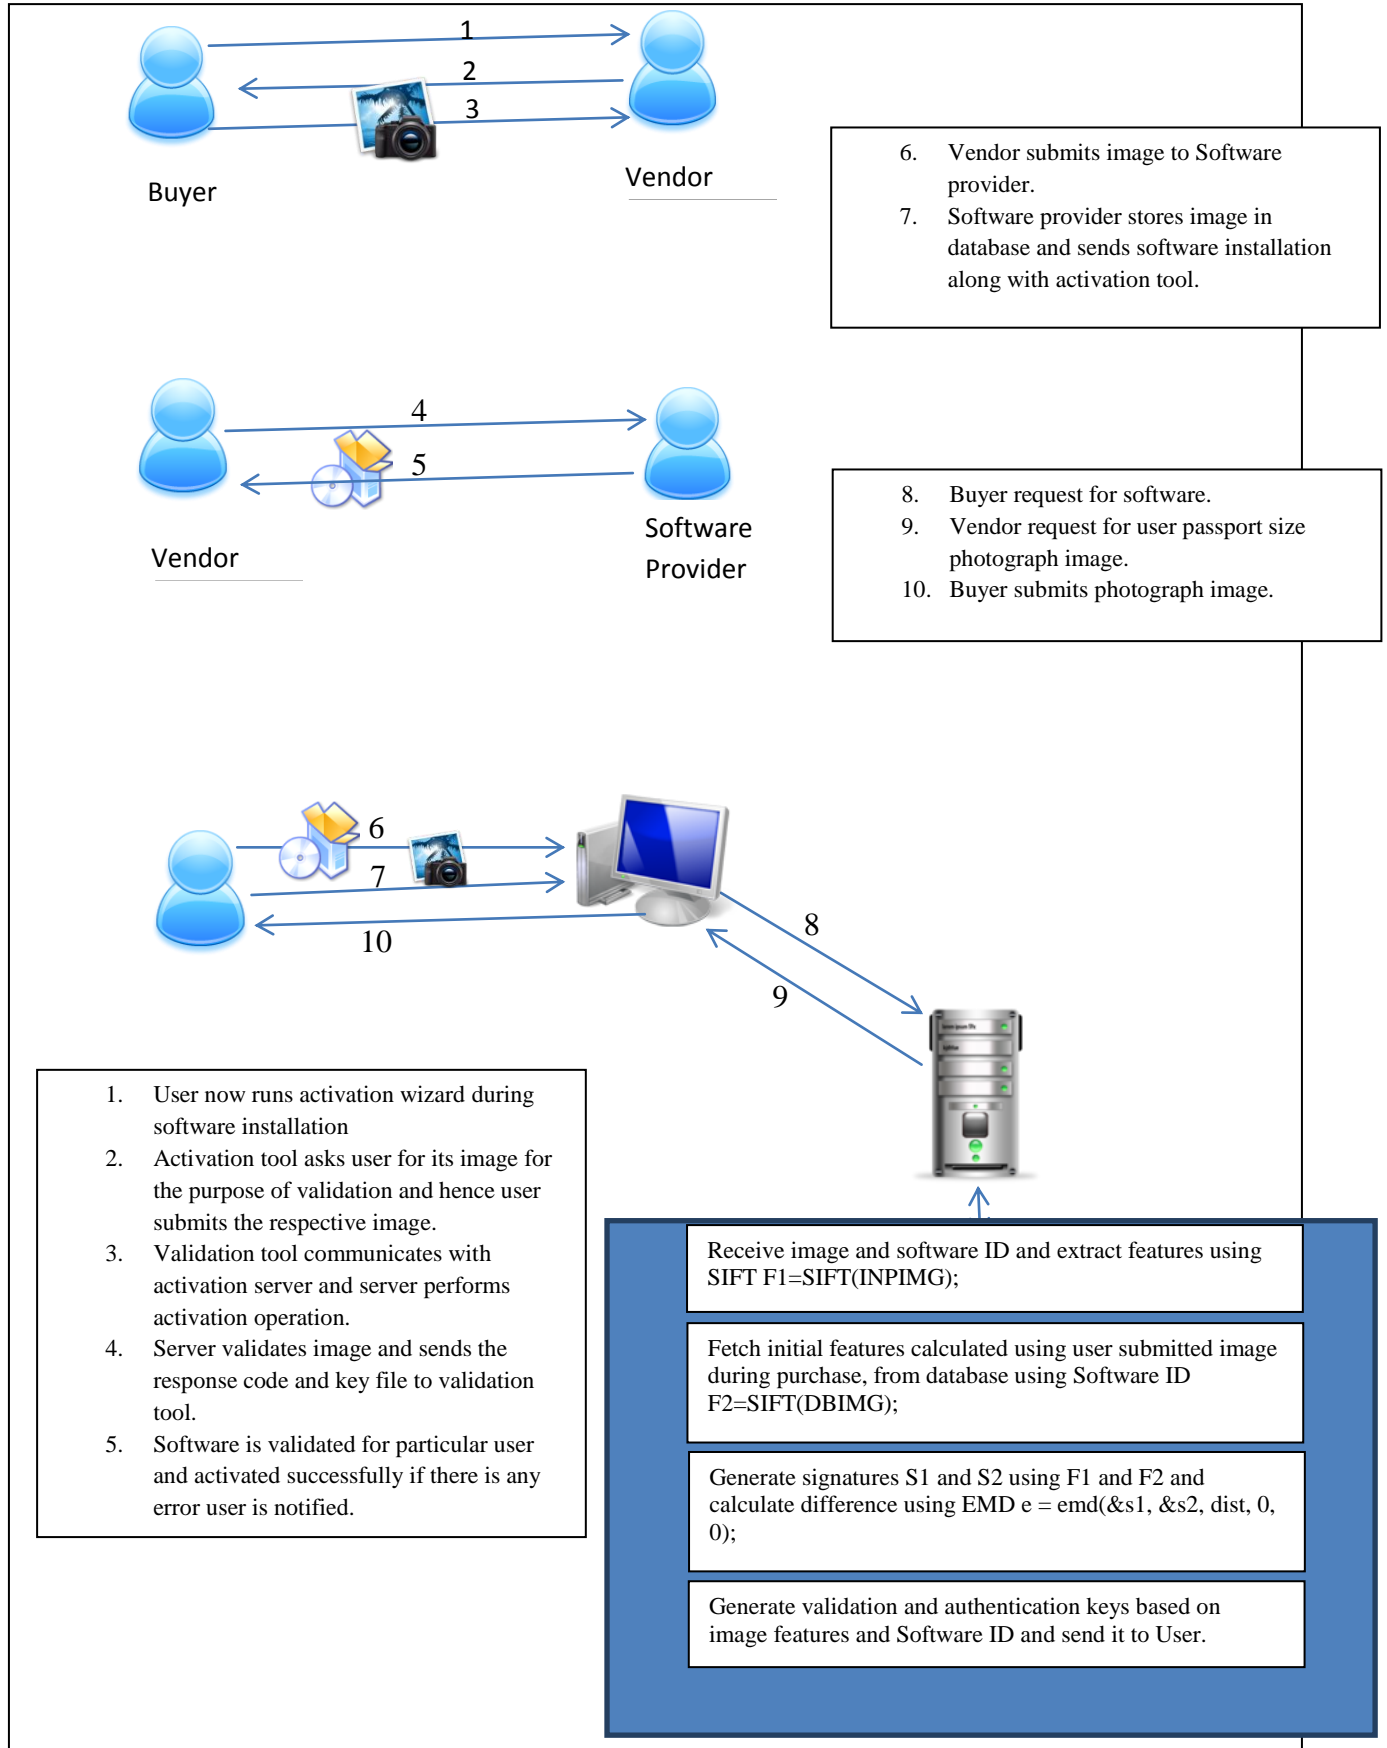 1
2
3
Buyer
Vendor
6. Vendor submits image to Software
provider.
7. Software provider stores image in
database and sends software installation
along with activation tool.
4
5
Vendor
Software
Provider
8. Buyer request for software.
9. Vendor request for user passport size
photograph image.
10. Buyer submits photograph image.
6
7
10
8
9
1. User now runs activation wizard during
software installation
2. Activation tool asks user for its image for
the purpose of validation and hence user
submits the respective image.
3. Validation tool communicates with
activation server and server performs
activation operation.
4. Server validates image and sends the
response code and key file to validation
tool.
5. Software is validated for particular user
and activated successfully if there is any
error user is notified.
Receive image and software ID and extract features using
SIFT F1=SIFT(INPIMG);
Fetch initial features calculated using user submitted image
during purchase, from database using Software ID
F2=SIFT(DBIMG);
Generate signatures S1 and S2 using F1 and F2 and
calculate difference using EMD e = emd(&s1, &s2, dist, 0,
0);
Generate validation and authentication keys based on
image features and Software ID and send it to User.